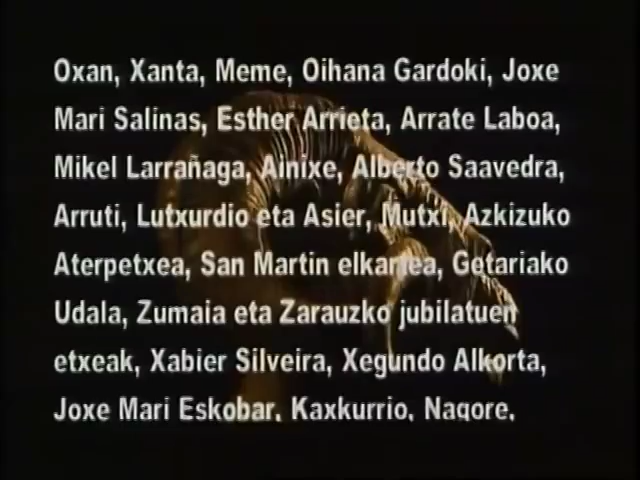 Oxan, Xanta, Meme, Oihana Gardoki, Joxe
Mari Salinas, Esther Arrieta, Arrate Laboa,
Mikel Larrañaga, Ainixe, Alberto Saavedra,
Arruti, Lutxurdio eta Asier, Mutxi, Azkizuko
Aterpetxea, San Martin elkartea, Getariako
Udala, Zumaia eta Zarauzko jubilatuen
etxeak, Xabier Silveira, Xegundo Alkorta,
Joxe Mari Eskobar, Kaxkurrio, Nagore,